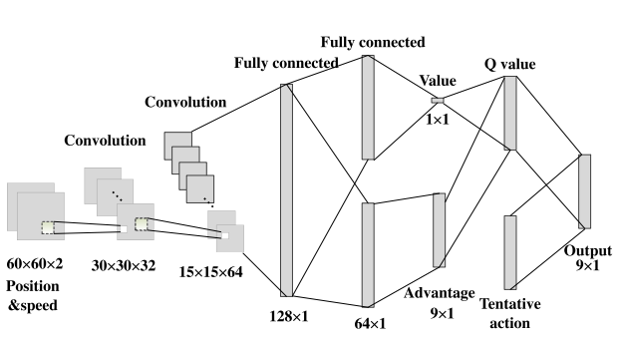 Fully connected
Fully connected
Q value
Value
Convolution
1×1
Convolution
60×60×2
Position
&speed
30×30×32
15×15×64
128×1
64×1
Advantage
9×1
Tentative
action
Output
9×1